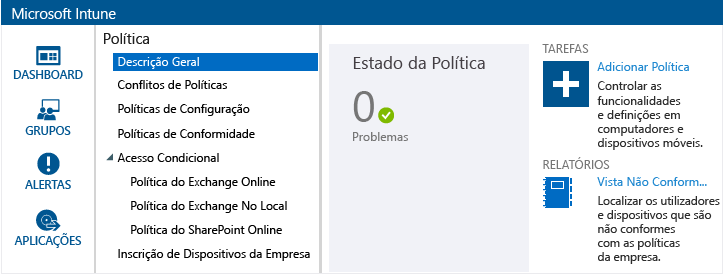 Microsoft Intune
DASHBOARD
GRUPOS
ALERTAS
APLICAÇÕES
Política
Descrição Geral
Conflitos de Políticas
Políticas de Configuração
Políticas de Conformidade
Acesso Condicional
Política do Exchange Online
Política do Exchange No Local
Política do SharePoint Online
Inscrição de Dispositivos da Empresa
Estado da Política
0
Problemas
TAREFAS
Adicionar Política
Controlar as
funcionalidades
e definições em
computadores e
dispositivos móveis.
RELATÓRIOS
Vista Não Conform...
Localizar os utilizadores
e dispositivos que são
não conformes
com as políticas
da empresa.